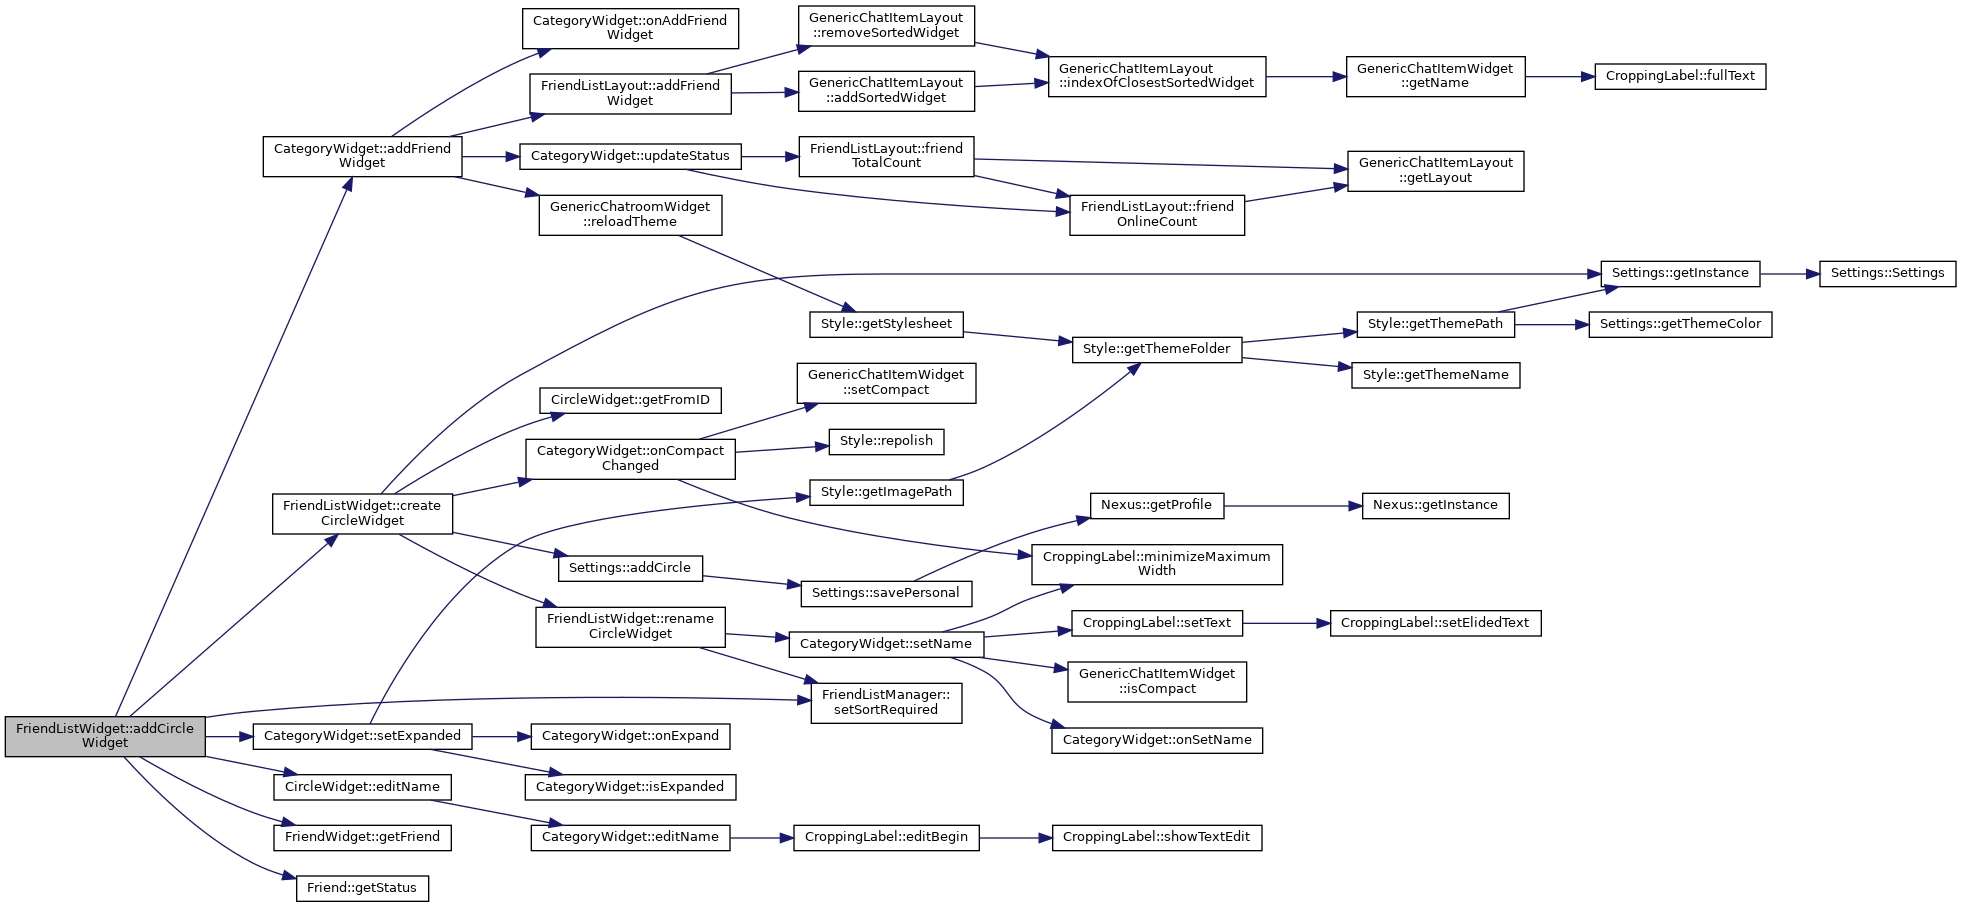 CategoryWidget::onAddFriend
Widget
GenericChatItemLayout
::removeSortedWidget
FriendListLayout::addFriend
Widget
GenericChatItemLayout
::addSortedWidget
GenericChatItemLayout
::indexOfClosestSortedWidget
GenericChatItemWidget
::getName
CroppingLabel::fullText
CategoryWidget::addFriend
Widget
CategoryWidget::updateStatus
FriendListLayout::friend
TotalCount
GenericChatItemLayout
::getLayout
GenericChatroomWidget
::reloadTheme
FriendListLayout::friend
OnlineCount
Settings::getInstance
Settings::Settings
Style::getStylesheet
Style::getThemePath
Settings::getThemeColor
Style::getThemeFolder
Style::getThemeName
GenericChatItemWidget
::setCompact
CircleWidget::getFromID
Style::repolish
CategoryWidget::onCompact
Changed
Style::getImagePath
FriendListWidget::create
CircleWidget
Nexus::getProfile
Nexus::getInstance
CroppingLabel::minimizeMaximum
Width
Settings::addCircle
Settings::savePersonal
FriendListWidget::rename
CircleWidget
CategoryWidget::setName
CroppingLabel::setText
CroppingLabel::setElidedText
GenericChatItemWidget
::isCompact
FriendListManager::
setSortRequired
FriendListWidget::addCircle
Widget
CategoryWidget::setExpanded
CategoryWidget::onExpand
CategoryWidget::onSetName
CircleWidget::editName
CategoryWidget::isExpanded
FriendWidget::getFriend
CategoryWidget::editName
CroppingLabel::editBegin
CroppingLabel::showTextEdit
Friend::getStatus